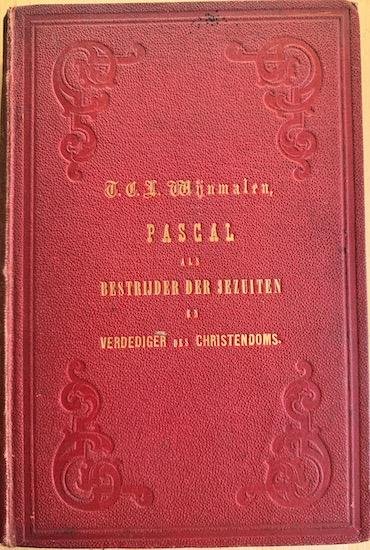 T. C. L. Wijnmalen,
PASCAL
ALS
BESTRIJDER DER JEZUITEN
EN
VERDEDIGER DES CHRISTENDOMS.